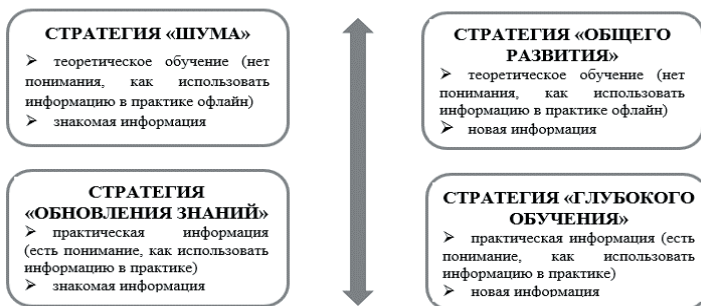 СТРАТЕГИЯ «ШУМА»
➢ теоретическое обучение (нет
понимания, как использовать
информацию в практике офлайн)
➢ знакомая информация
СТРАТЕГИЯ «ОБЩЕГО
РАЗВИТИЯ»
➢ теоретическое обучение (нет
понимания, как использовать
информацию в практике офлайн)
➢ новая информация
СТРАТЕГИЯ
«ОБНОВЛЕНИЯ ЗНАНИЙ»
➢ практическая информация
(есть понимание, как использовать
информацию в практике)
➢ знакомая информация
СТРАТЕГИЯ «ГЛУБОКОГО
ОБУЧЕНИЯ»
➢ практическая информация (есть
понимание, как использовать
информацию в практике)
➢ новая информация